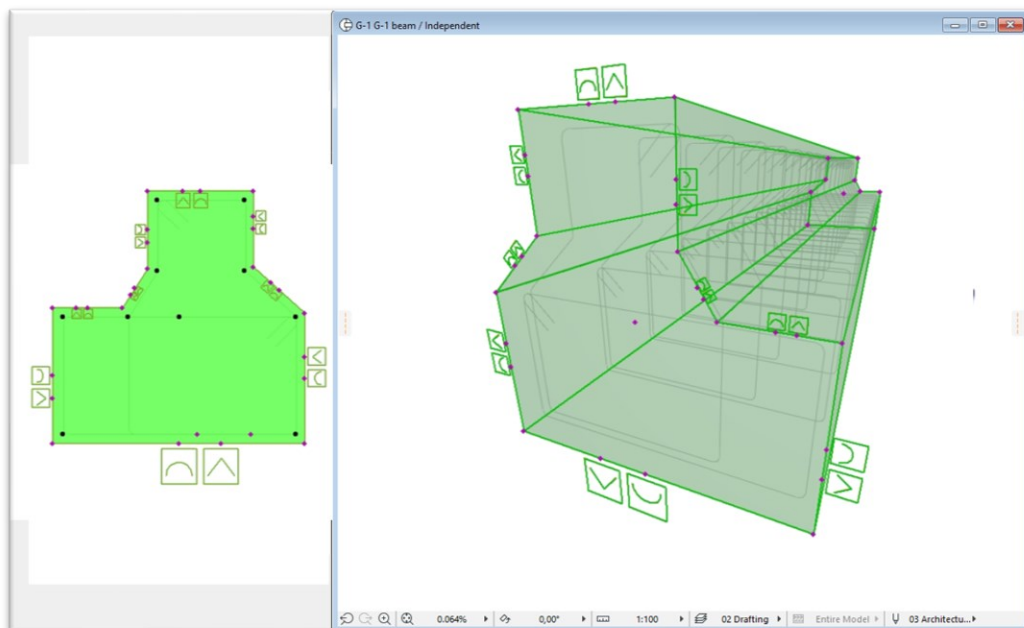 G-1 G-1 beam / Independent
0.064% 0,00° 1:100 02 Drafting Entire Model 03 Architectu...